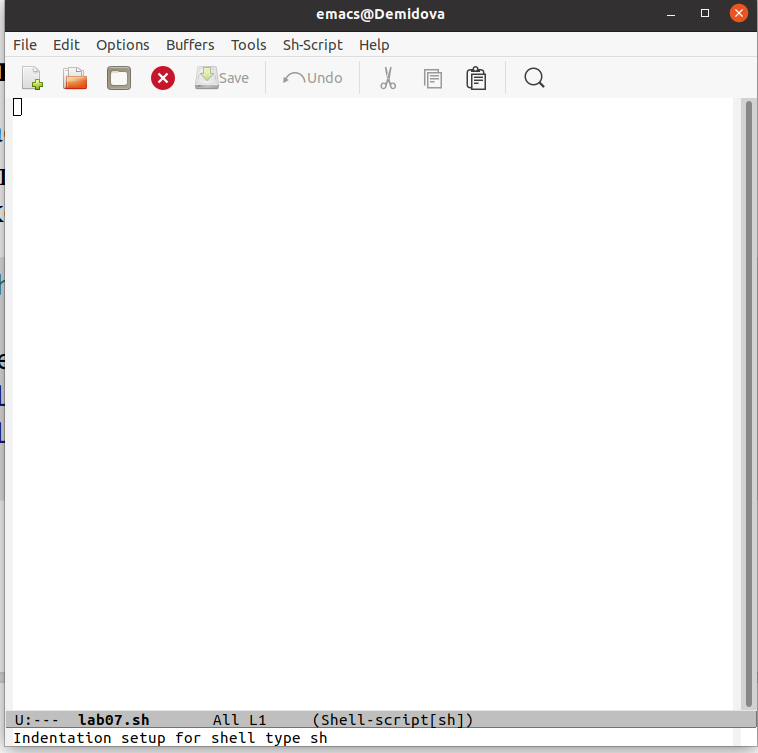 emacs@Demidova
File Edit Options Buffers Tools Sh-Script Help
Save Undo
U:--- lab07.sh All L1 (Shell-script[sh])
Indentation setup for shell type sh